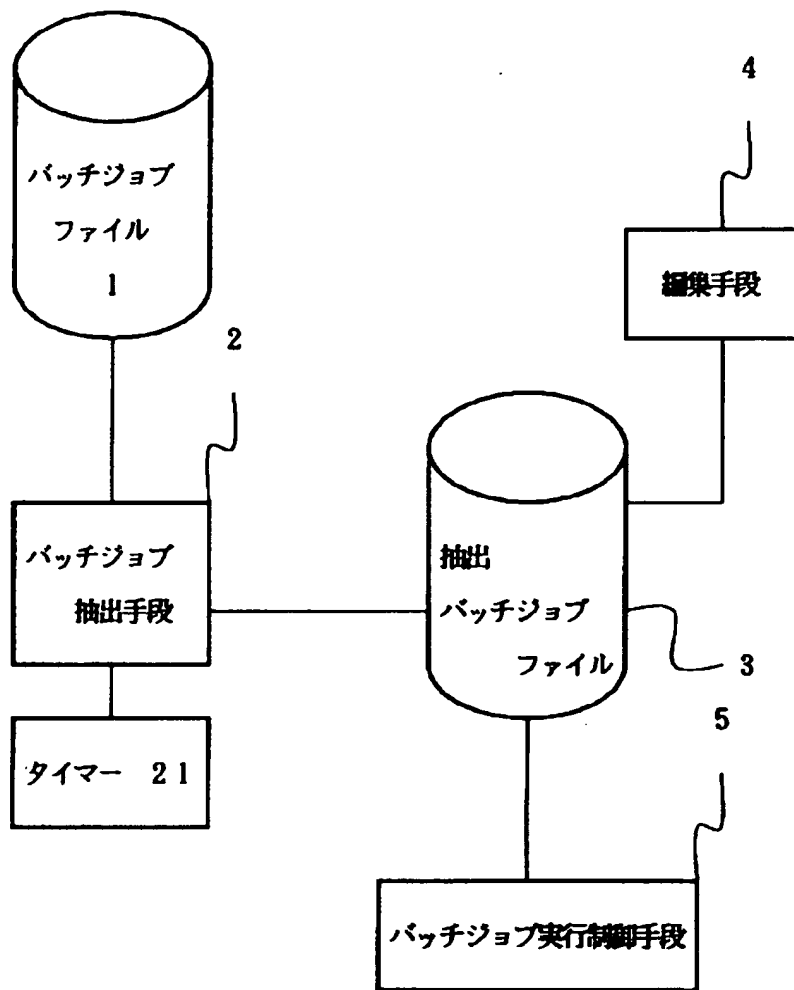 バッチジョブ
ファイル
1
2
バッチジョブ
抽出手段
タイマー 21
4
編集手段
抽出
バッチジョブ
ファイル
3
5
バッチジョブ実行制御手段